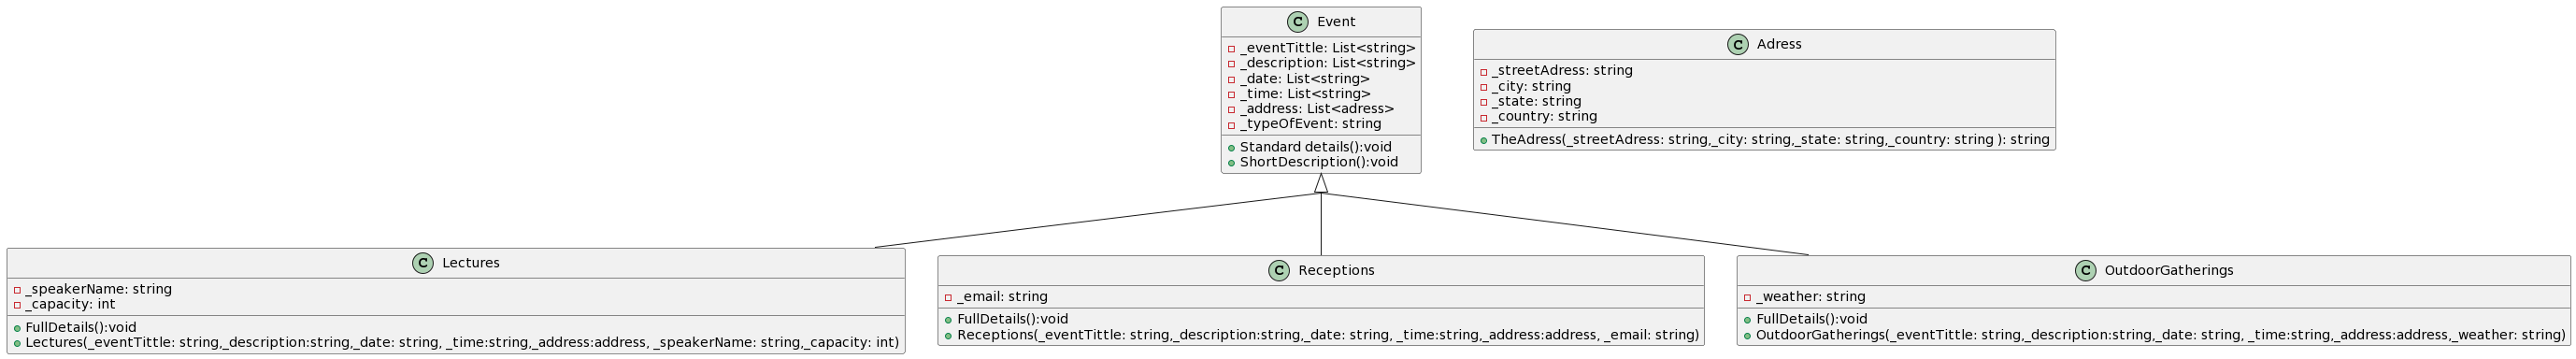 C Event
_eventTittle: List<string>
_description: List<string>
_date: List<string>
_time: List<string>
_address: List<adress>
_typeOfEvent: string
Standard details():void
ShortDescription():void
C Adress
_streetAdress: string
_city: string
_state: string
_country: string
TheAdress(_streetAdress: string,_city: string,_state: string,_country: string ): string
C Lectures
_speakerName: string
_capacity: int
FullDetails():void
Lectures(_eventTittle: string,_description:string,_date: string, _time:string,_address:address, _speakerName: string,_capacity: int)
C Receptions
_email: string
FullDetails():void
Receptions(_eventTittle: string,_description:string,_date: string, _time:string,_address:address, _email: string)
C OutdoorGatherings
_weather: string
FullDetails():void
OutdoorGatherings(_eventTittle: string,_description:string,_date: string, _time:string,_address:address,_weather: string)